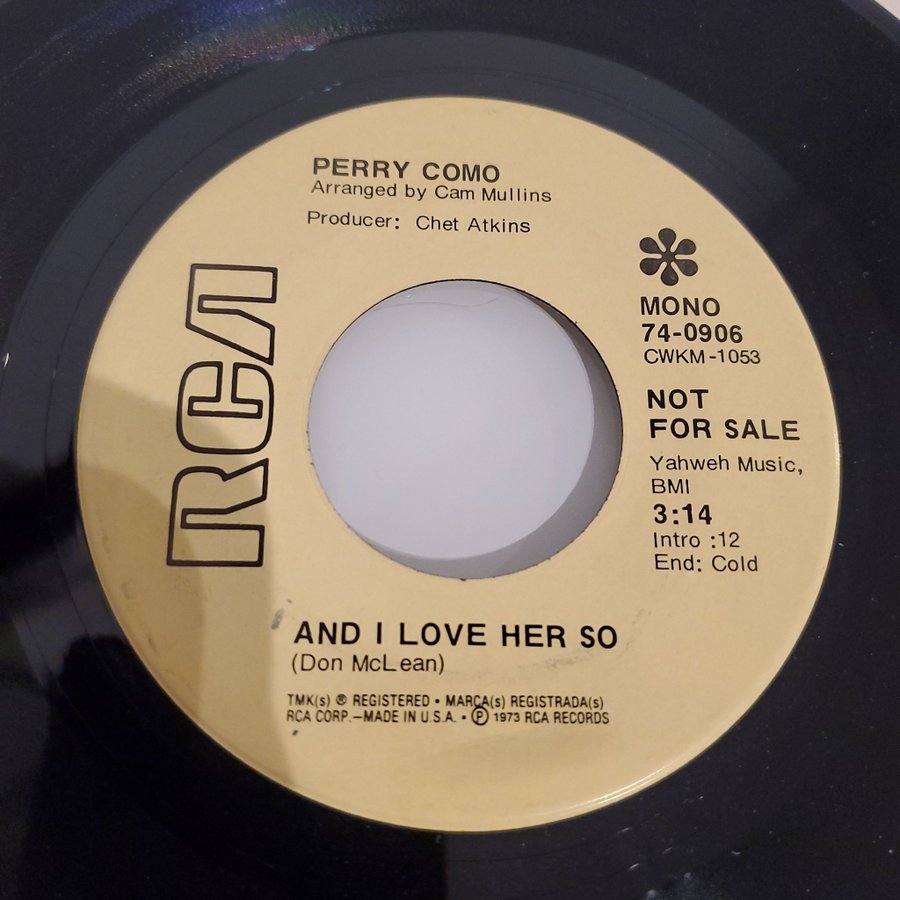 PERRY COMO
Arranged by Cam Mullins
Producer: Chet Atkins
RCA
MONO
74-0906
CWKM-1053
NOT
FOR SALE
Yahweh Music,
BMI
3:14
Intro :12
End: Cold
AND I LOVE HER SO
(Don McLean)
TMK(s) ® REGISTERED • MARCA(s) REGISTRADA(s)
RCA CORP.—MADE IN U.S.A. • ℗ 1973 RCA RECORDS